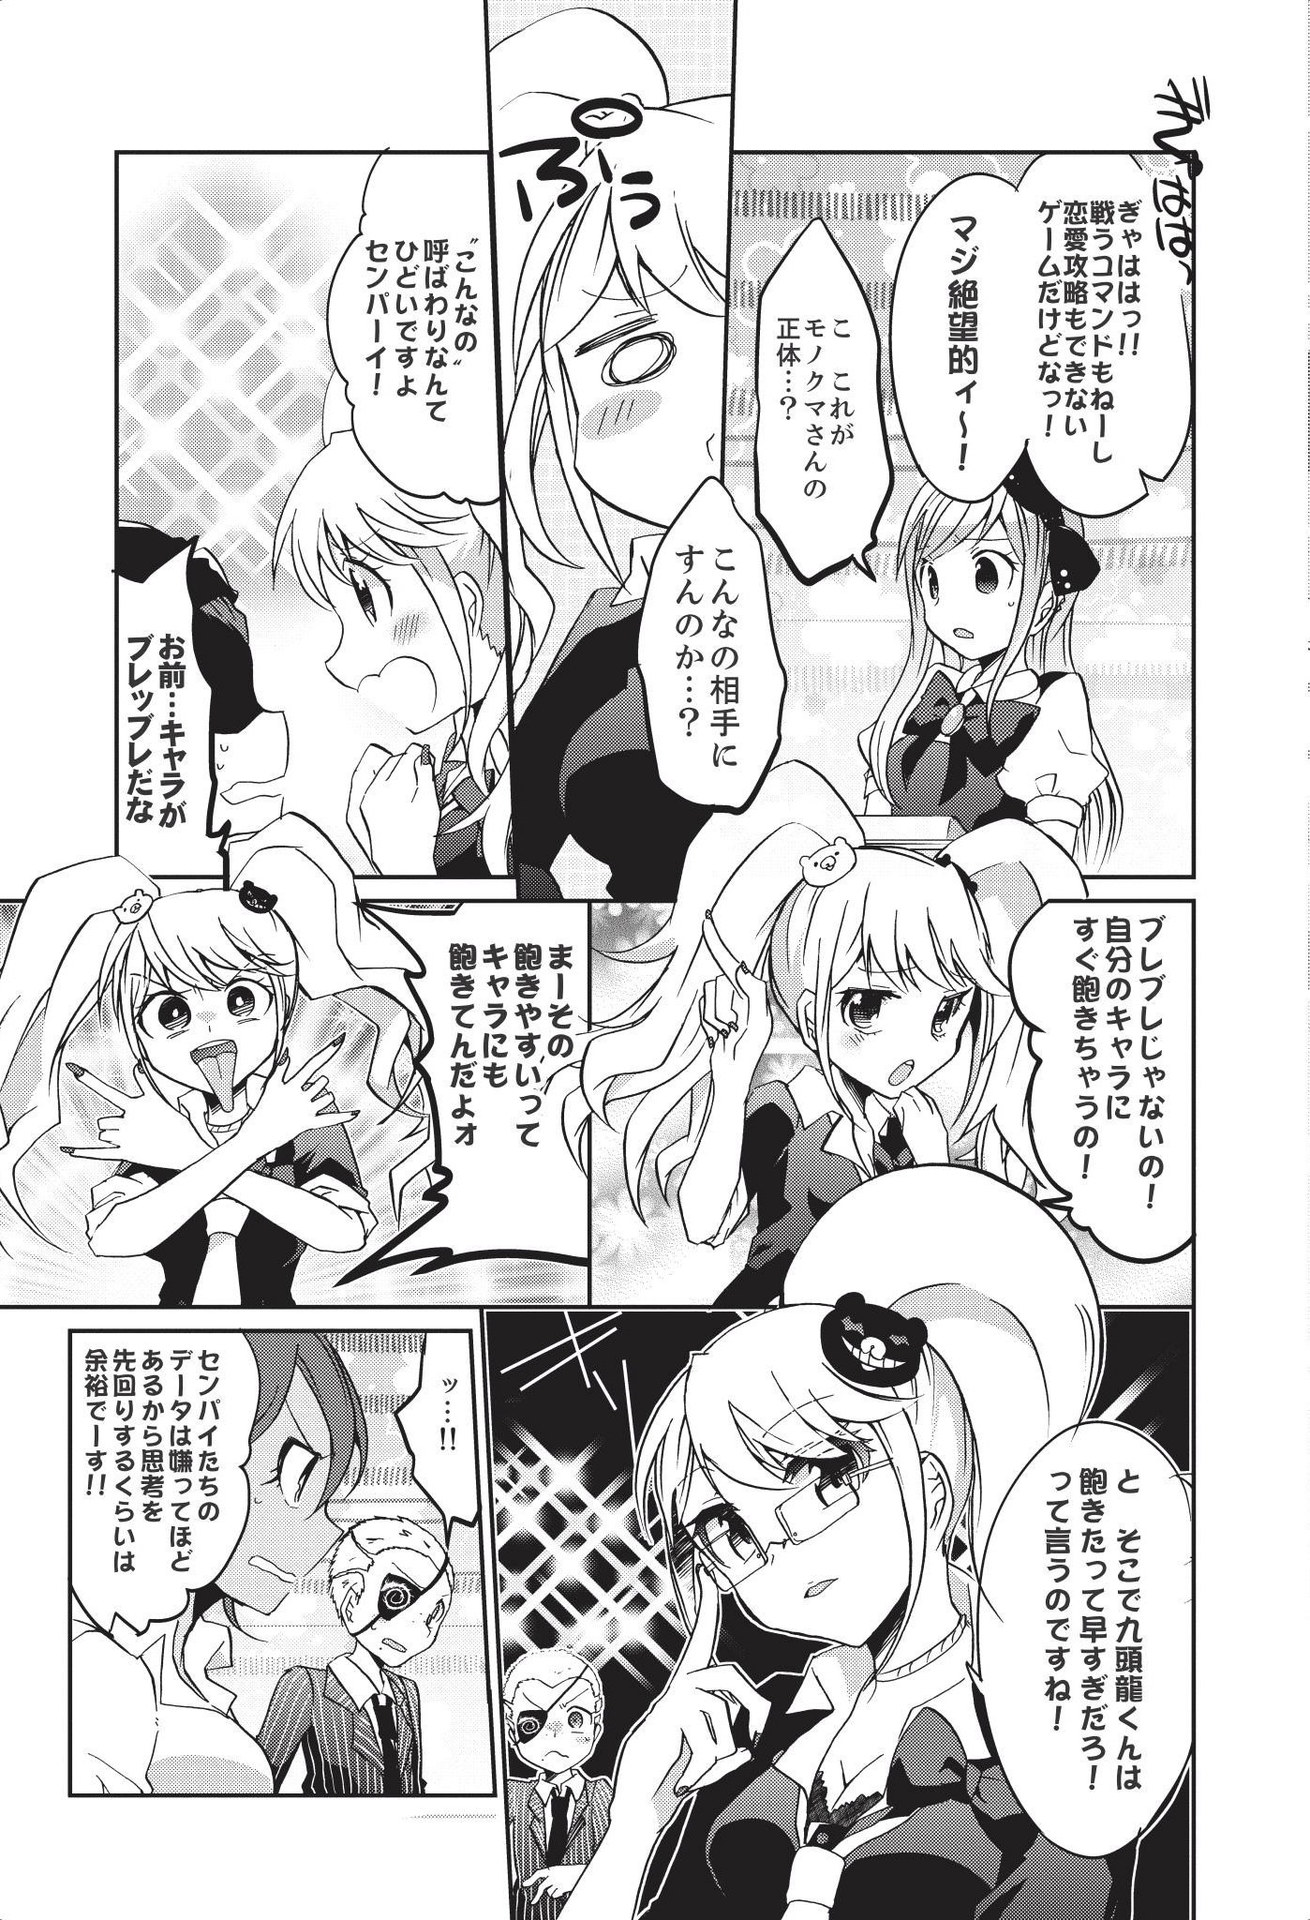 ぎゃははっ!!
戦うコマンドもねーし
恋愛攻略もできない
ゲームだけどなっ!
マジ絶望的ィ~!
こ これが
モノクマさんの
正体…?
こんなの相手に
すんのか…?
ふぅ
〝こんなの〟
呼ばわりなんて
ひどいですよ
センパーイ!
お前…キャラが
ブレッブレだな
ブレブレじゃないの!
自分のキャラに
すぐ飽きちゃうの!
まーその
飽きやすいって
キャラにも
飽きてんだよォ
と そこで九頭龍くんは
飽きたって早すぎだろ!
って言うのですね!
ッ…!!
センパイたちの
データは嫌ってほど
あるから思考を
先回りするくらいは
余裕でーす!!